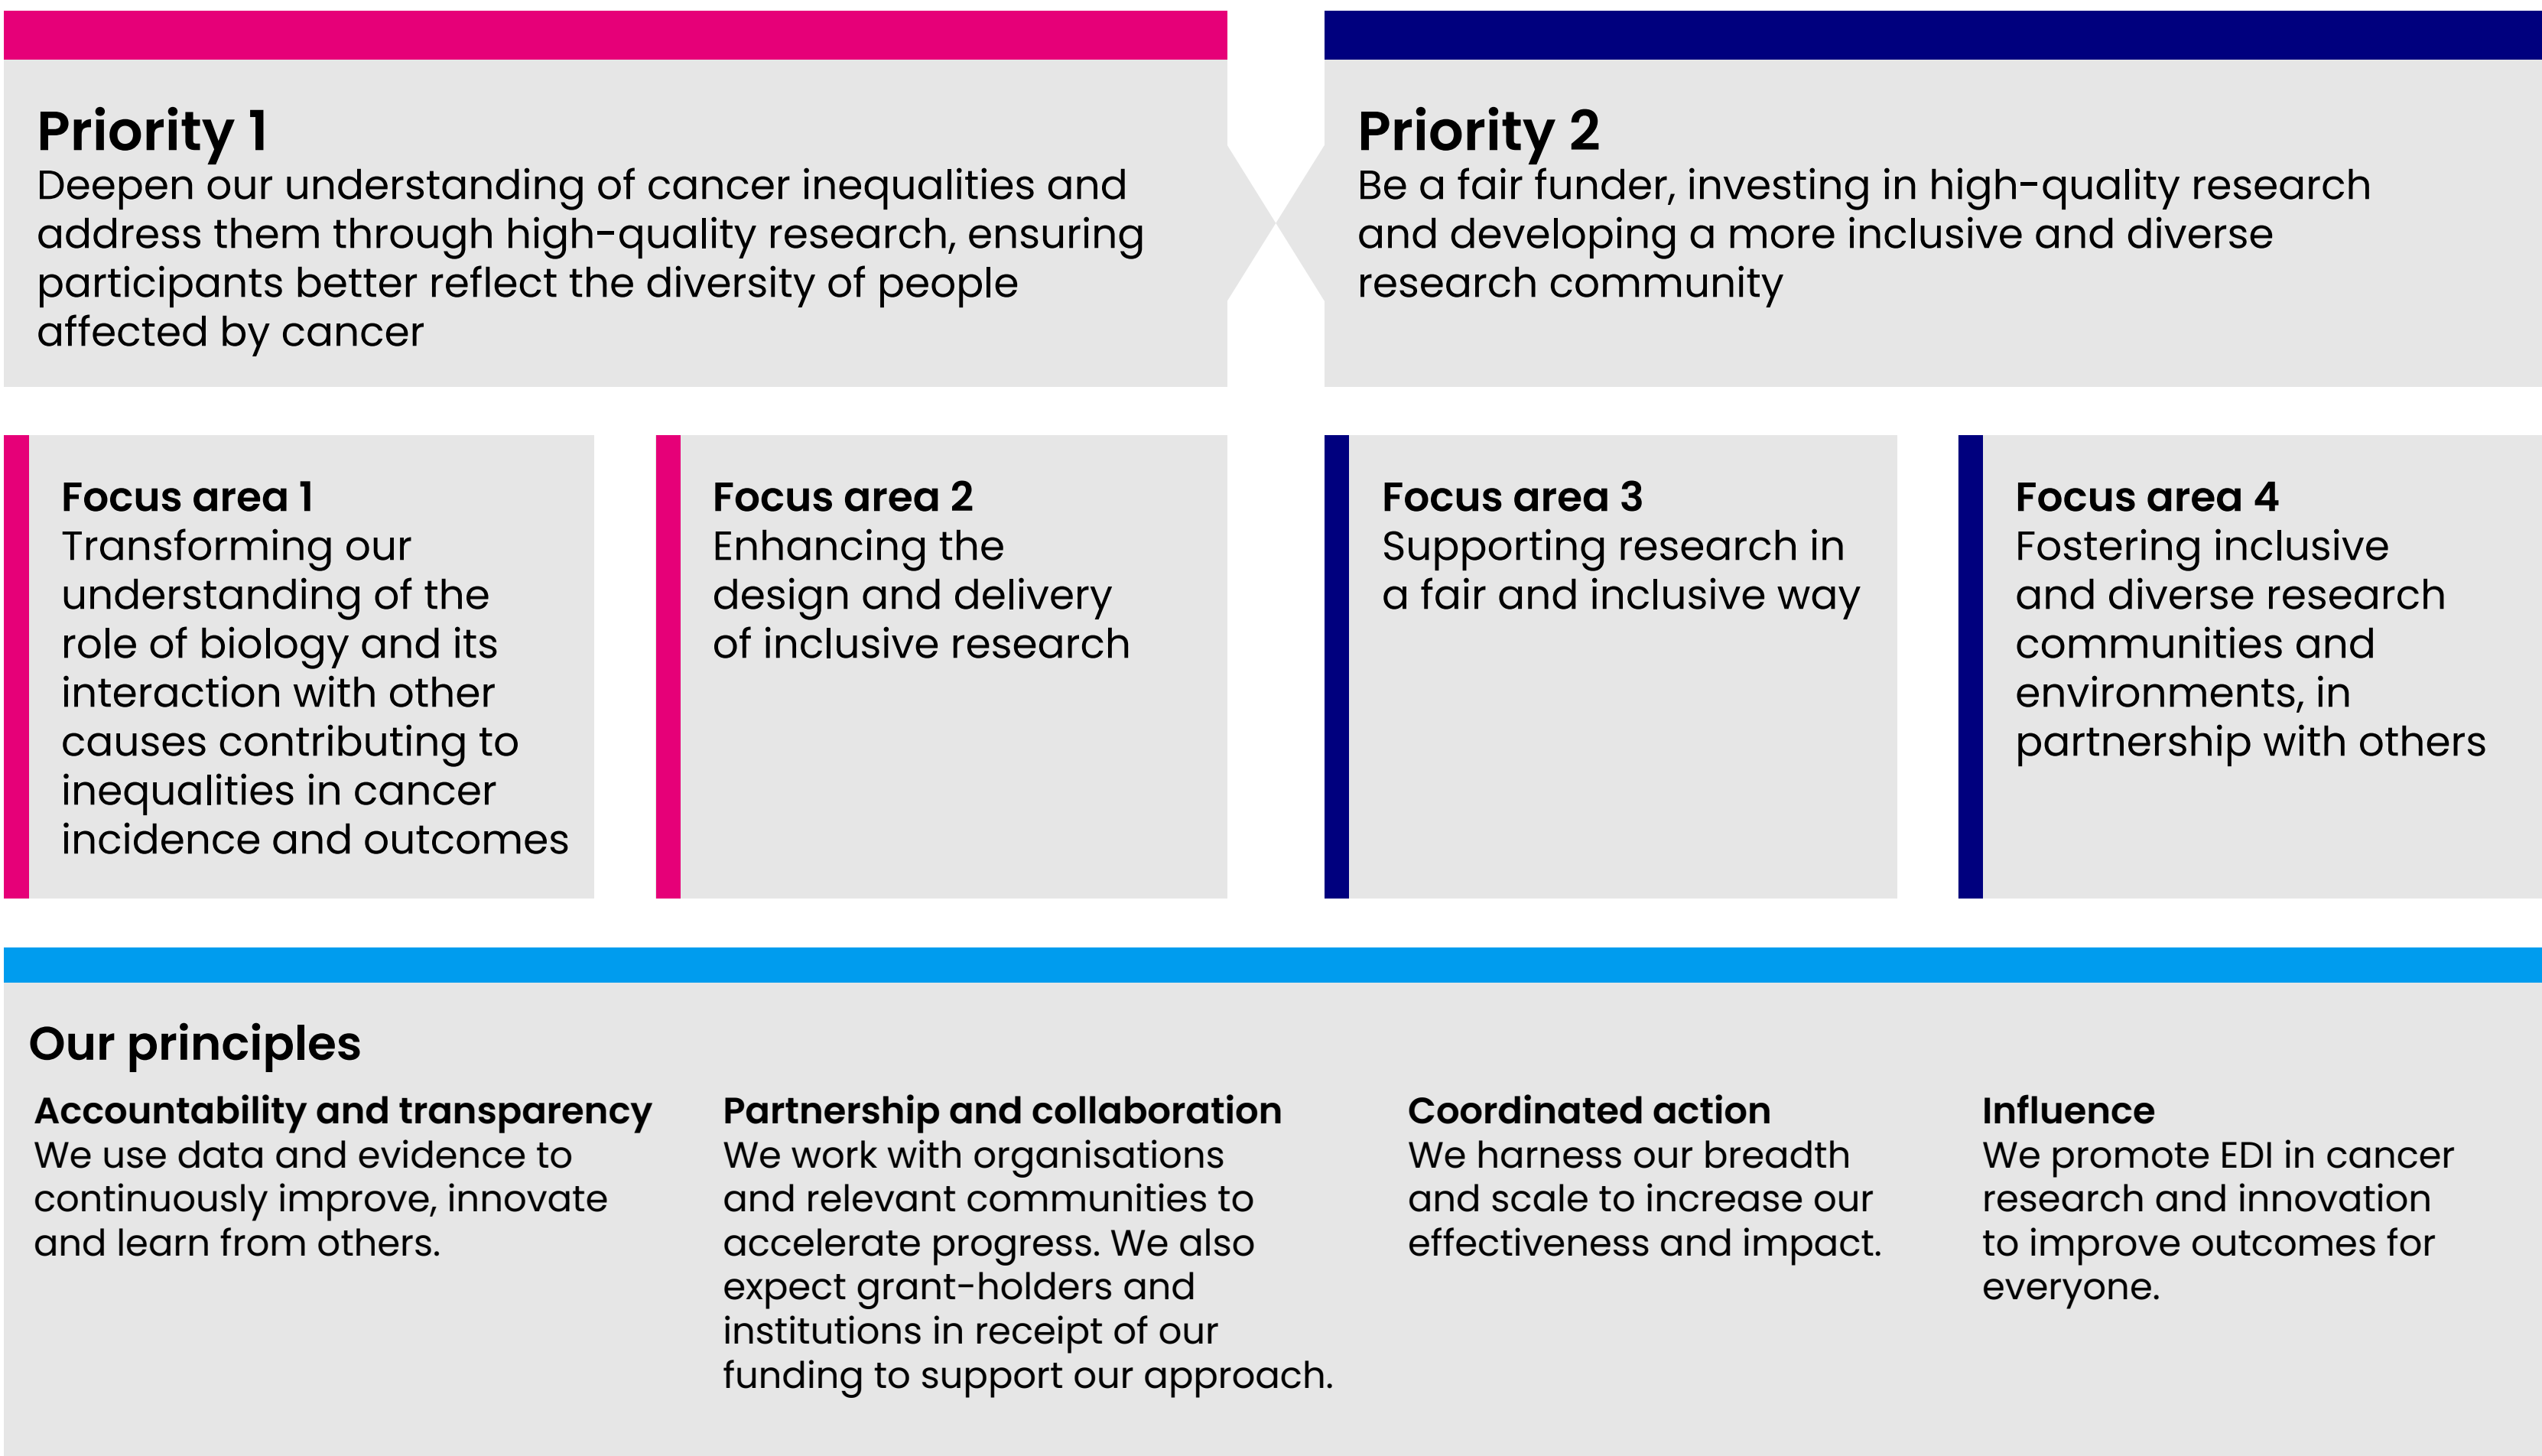 Priority 1
Deepen our understanding of cancer inequalities and
address them through high-quality research, ensuring
participants better reflect the diversity of people
affected by cancer
Priority 2
Be a fair funder, investing in high-quality research
and developing a more inclusive and diverse
research community
Focus area 1
Transforming our
understanding of the
role of biology and its
interaction with other
causes contributing to
inequalities in cancer
incidence and outcomes
Focus area 2
Enhancing the
design and delivery
of inclusive research
Focus area 3
Supporting research in
a fair and inclusive way
Focus area 4
Fostering inclusive
and diverse research
communities and
environments, in
partnership with others
Our principles
Accountability and transparency
We use data and evidence to
continuously improve, innovate
and learn from others.
Partnership and collaboration
We work with organisations
and relevant communities to
accelerate progress. We also
expect grant-holders and
institutions in receipt of our
funding to support our approach.
Coordinated action
We harness our breadth
and scale to increase our
effectiveness and impact.
Influence
We promote EDI in cancer
research and innovation
to improve outcomes for
everyone.